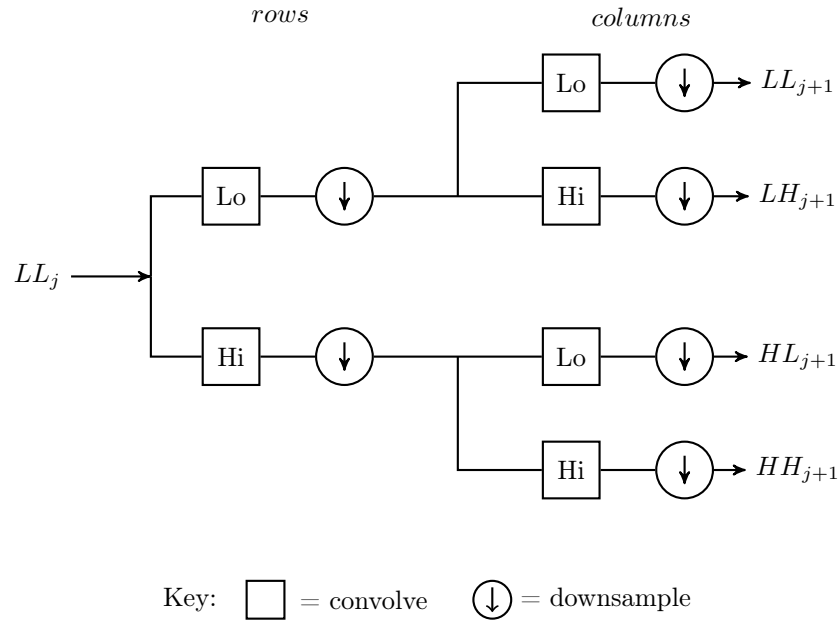 rows columns
Lo LL_{j+1}
Lo Hi LH_{j+1}
LL_j
Hi Lo HL_{j+1}
Hi HH_{j+1}
Key: = convolve = downsample